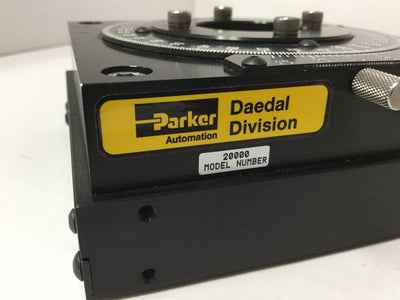 Parker
Automation
Daedal
Division
20000
MODEL NUMBER